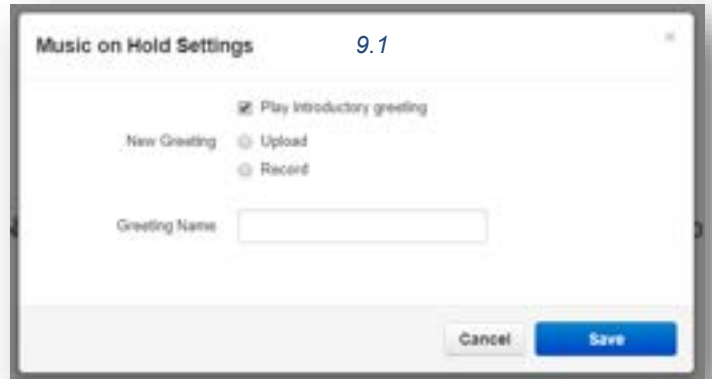 Music on Hold Settings 9.1 ×
Play Introductory greeting
New Greeting Upload
Record
Greeting Name
Cancel Save